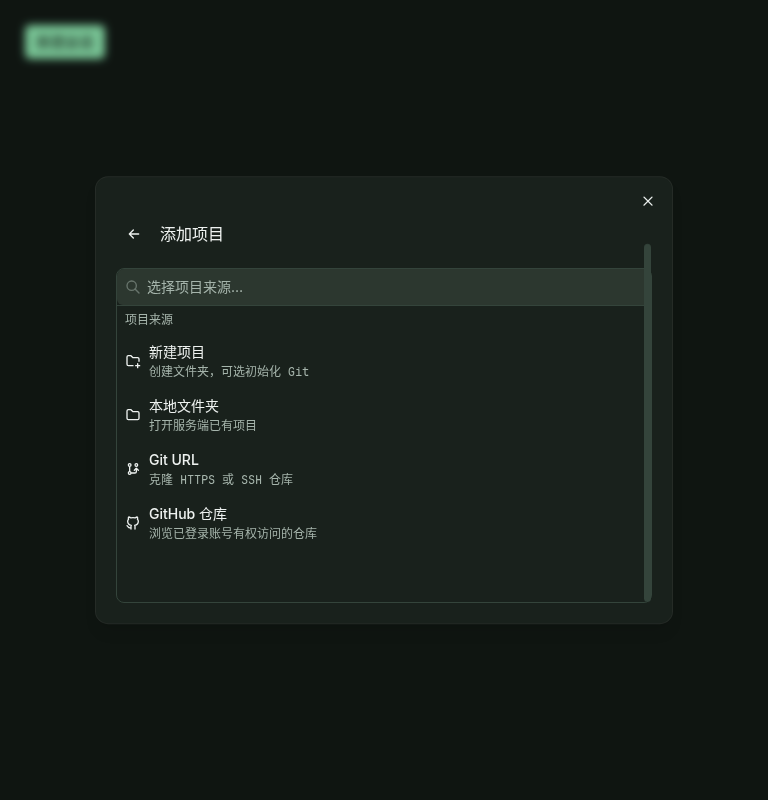 添加项目
选择项目来源...
项目来源
新建项目
创建文件夹，可选初始化 Git
本地文件夹
打开服务端已有项目
Git URL
克隆 HTTPS 或 SSH 仓库
GitHub 仓库
浏览已登录账号有权访问的仓库